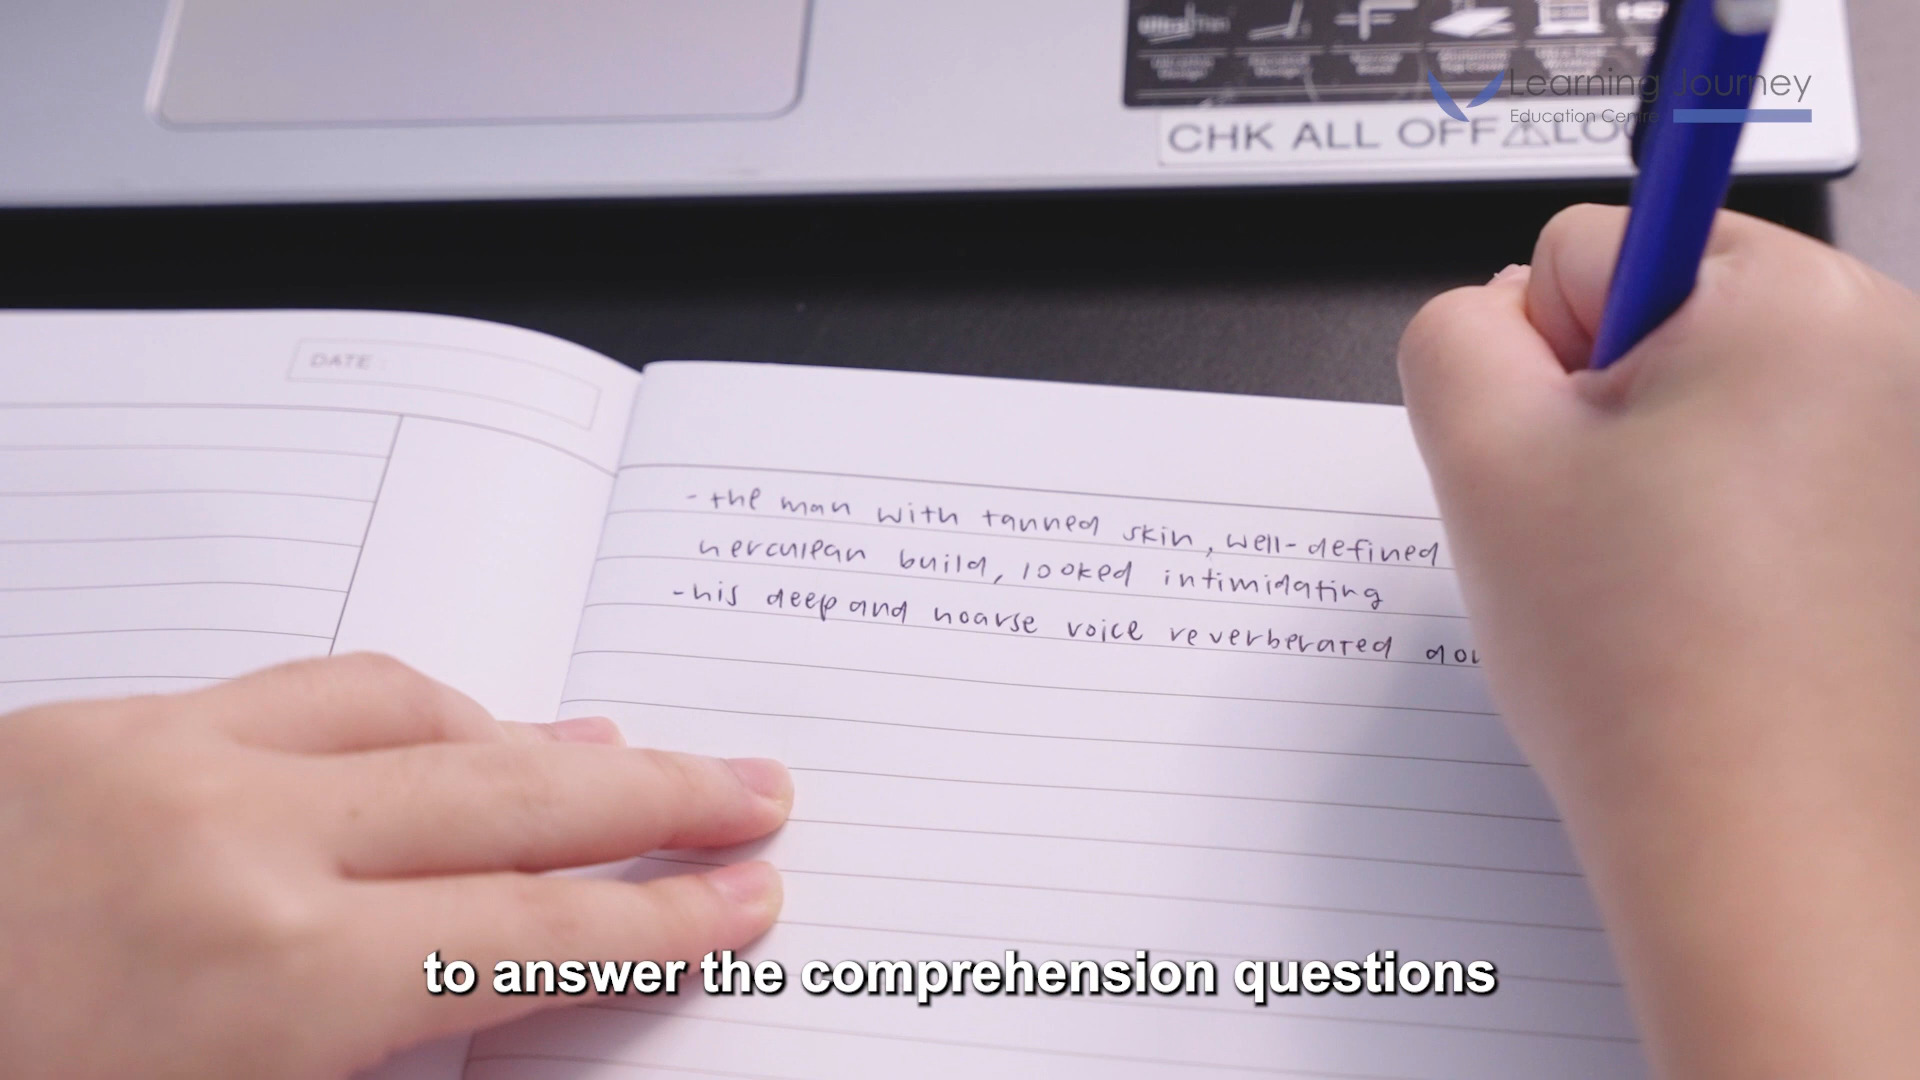 Learning Journey
Education Centre
CHK ALL OFF⚠LO
DATE
- the man with tanned skin, well-defined
herculean build, looked intimidating
- his deep and hoarse voice reverberated
to answer the comprehension questions